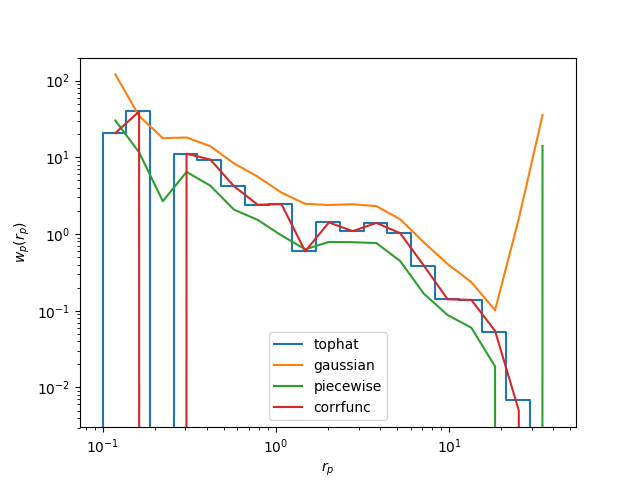 10²
10¹
10⁰
10⁻¹
10⁻²
w_p(r_p)
tophat
gaussian
piecewise
corrfunc
10⁻¹ 10⁰ 10¹
r_p